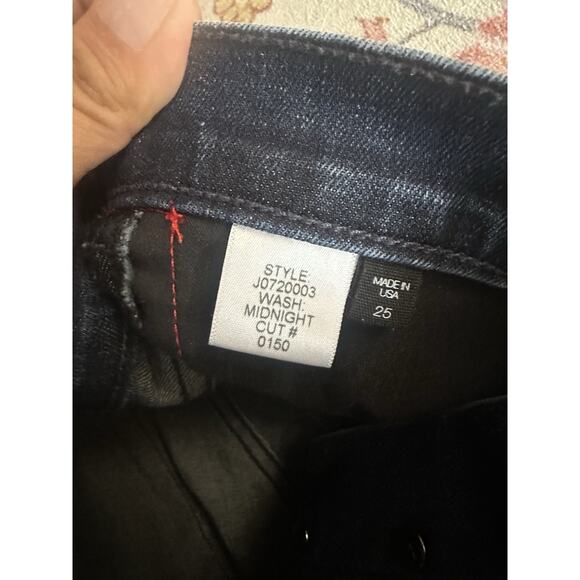 STYLE:
J0720003
WASH:
MIDNIGHT
CUT #
0150
MADE IN
USA
25